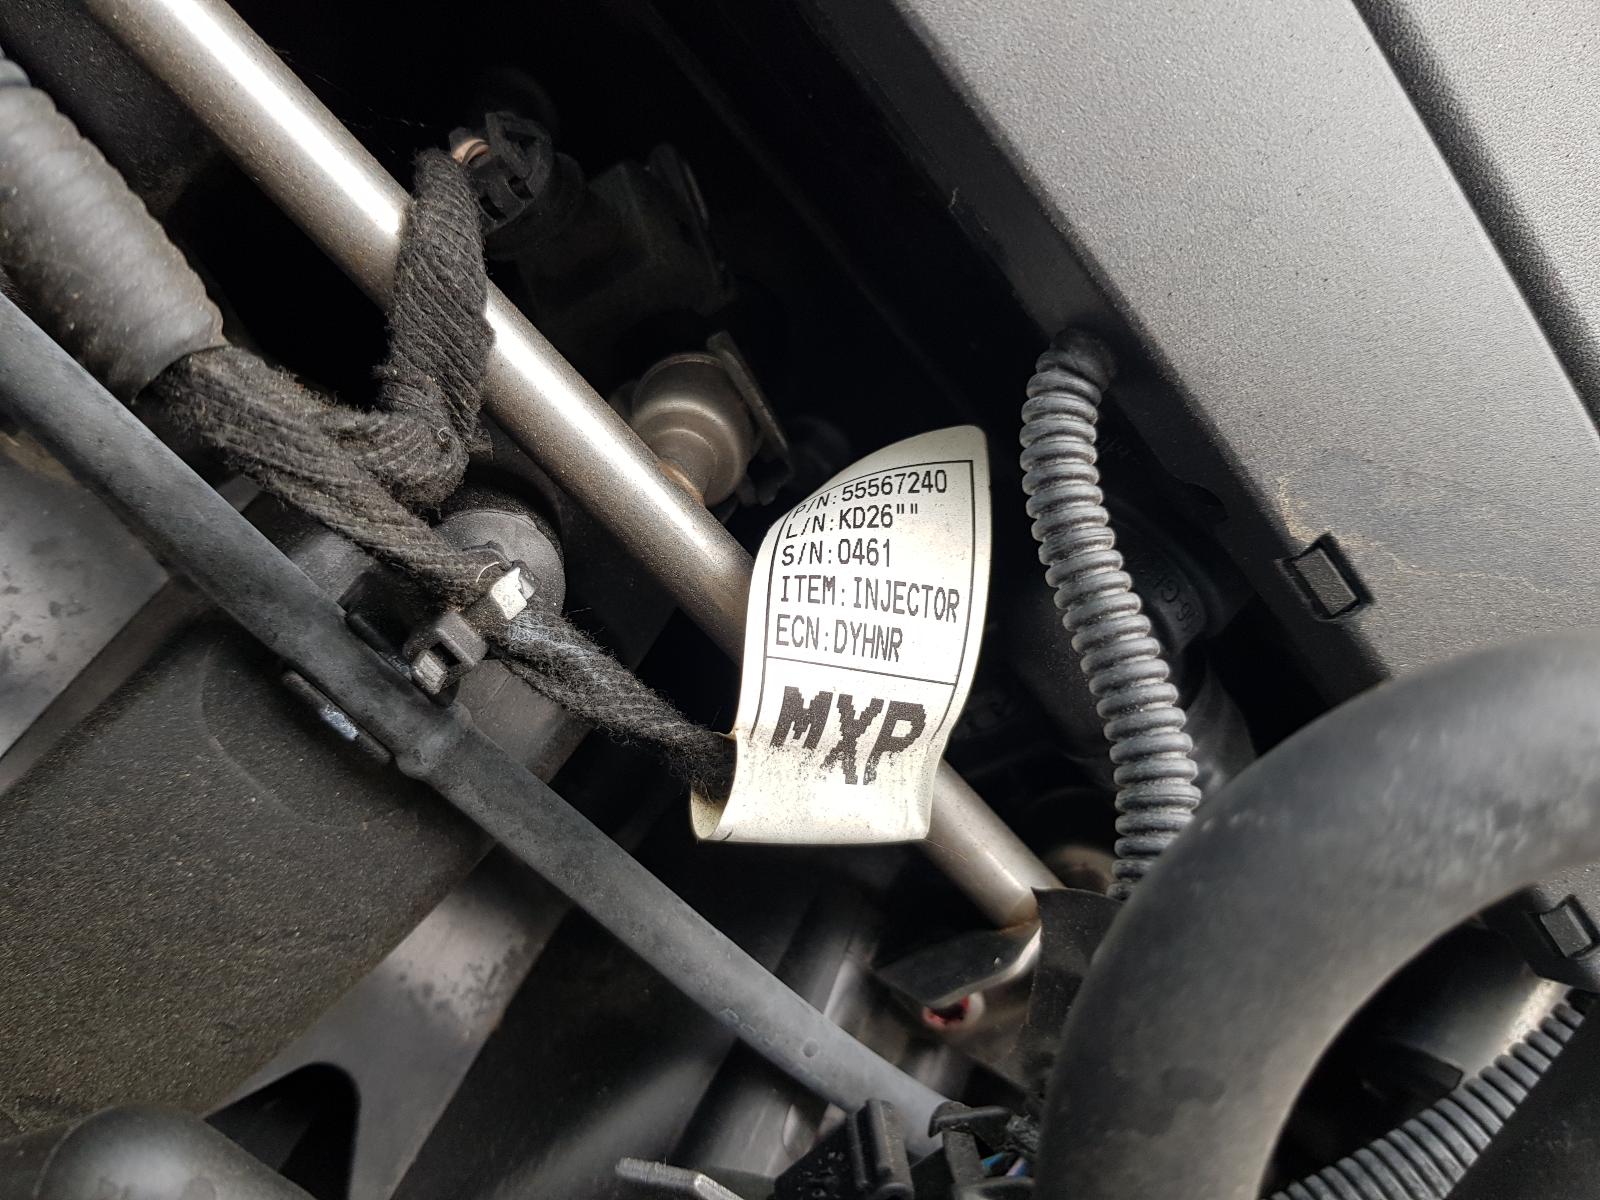 P/N:55567240
L/N:KD26""
S/N:0461
ITEM:INJECTOR
ECN:DYHNR
MXP